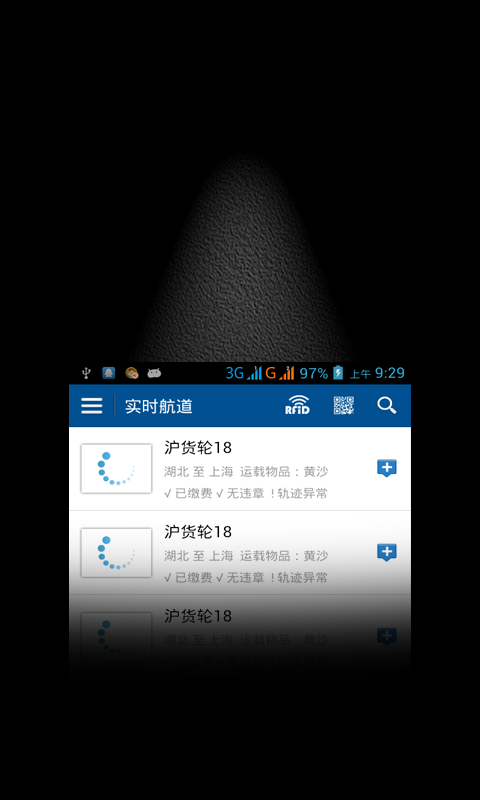 3G G 97% 上午 9:29
实时航道 RFID
沪货轮18
湖北 至 上海 运载物品：黄沙
√ 已缴费 √ 无违章 ！轨迹异常
沪货轮18
湖北 至 上海 运载物品：黄沙
√ 已缴费 √ 无违章 ！轨迹异常
沪货轮18
湖北 至 上海 运载物品：黄沙